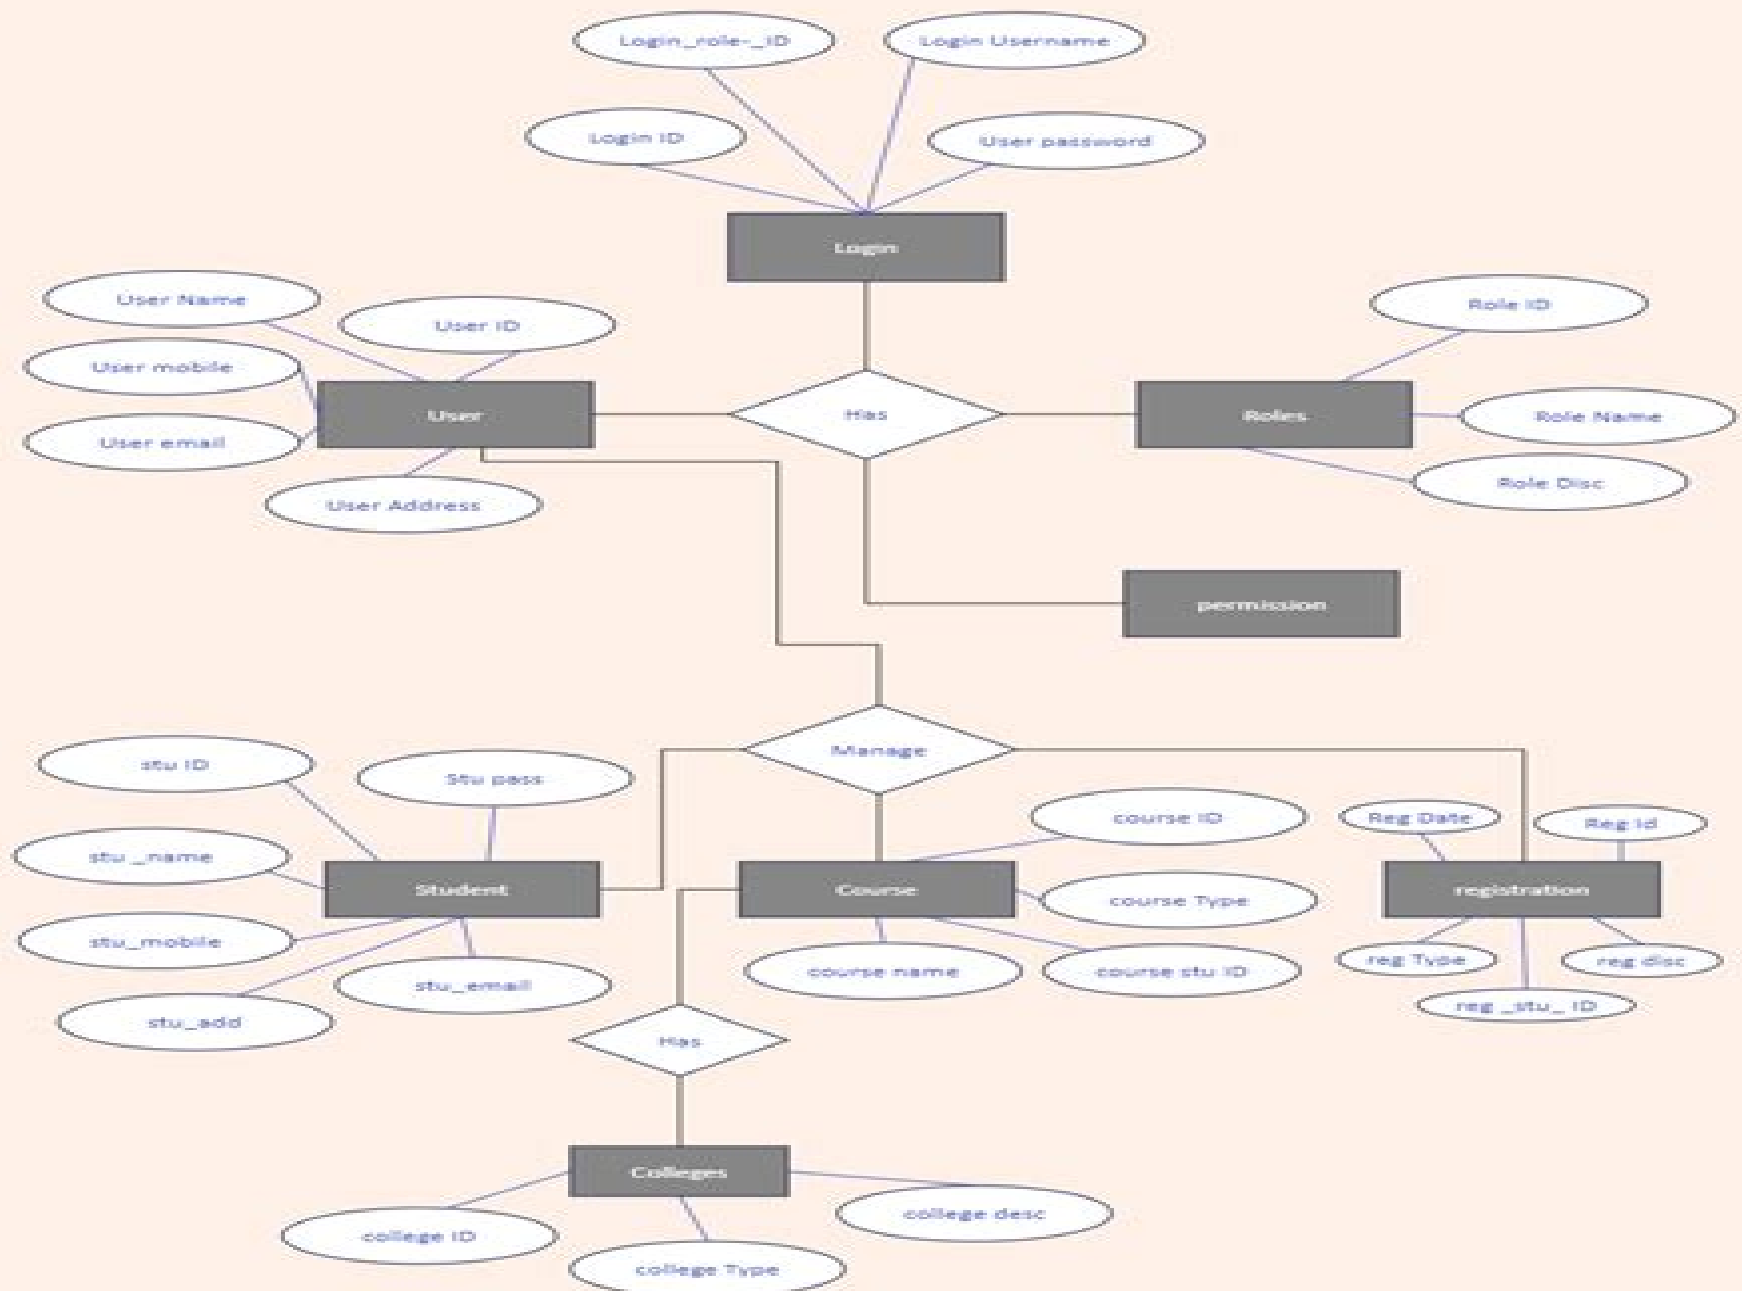 Login_role-_ID
Login Username
Login ID
User password
Login
User Name
User ID
Role ID
User mobile
User
Has
Roles
Role Name
User email
Role Disc
User Address
permission
Manage
stu ID
Stu pass
course ID
Reg Date
Reg Id
stu _name
Student
Course
registration
course Type
stu_mobile
reg Type
reg disc
course name
course stu ID
stu_email
reg _stu_ ID
stu_add
Has
Colleges
college ID
college desc
college Type